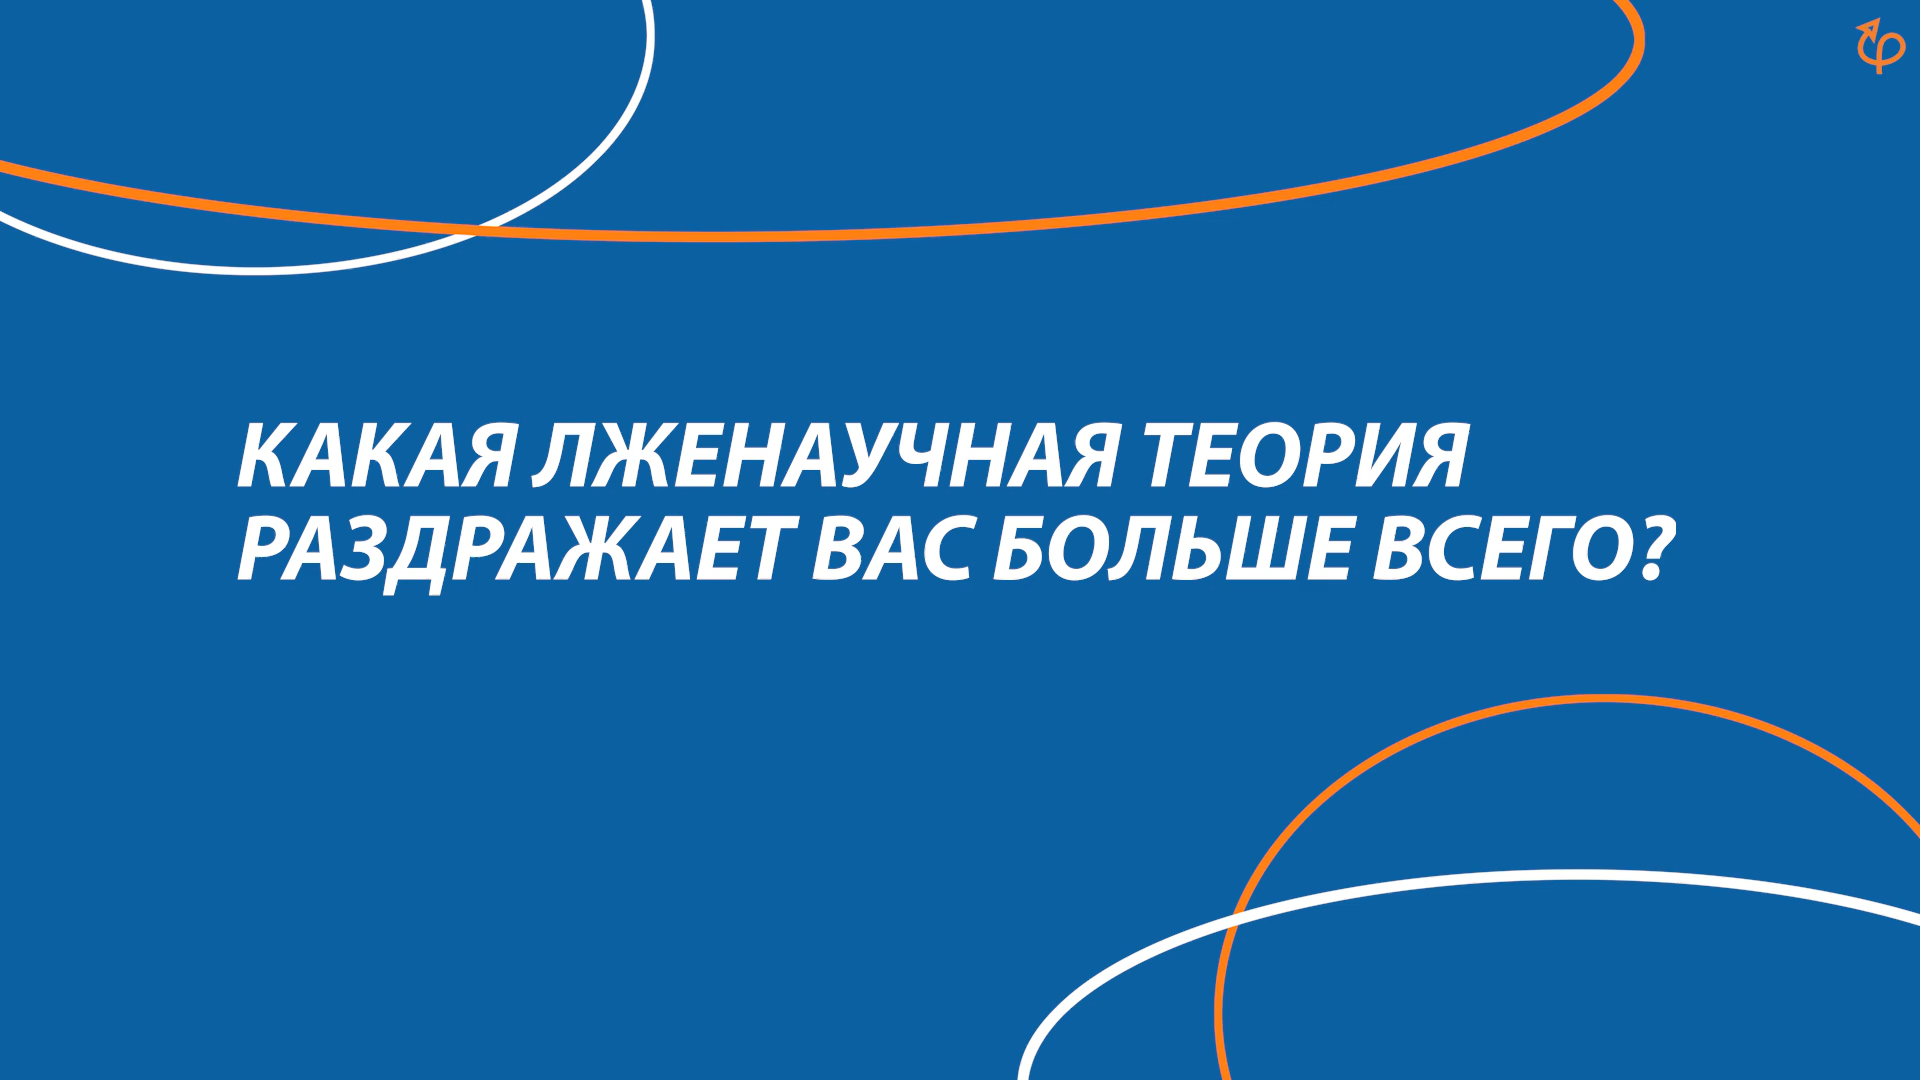 КАКАЯ ЛЖЕНАУЧНАЯ ТЕОРИЯ
РАЗДРАЖАЕТ ВАС БОЛЬШЕ ВСЕГО?